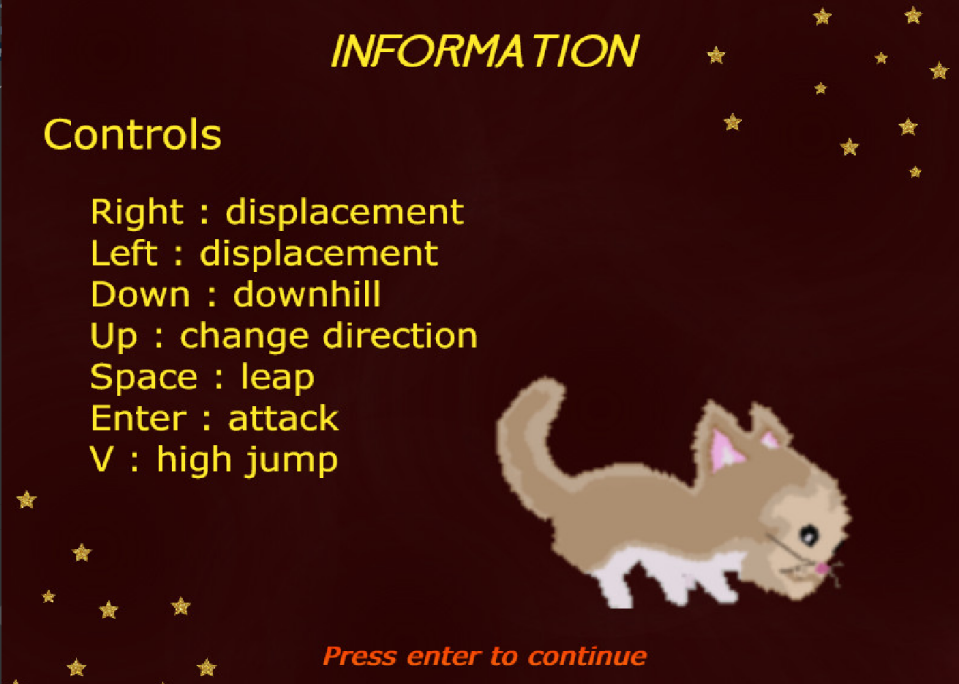 INFORMATION
Controls
Right : displacement
Left : displacement
Down : downhill
Up : change direction
Space : leap
Enter : attack
V : high jump
Press enter to continue